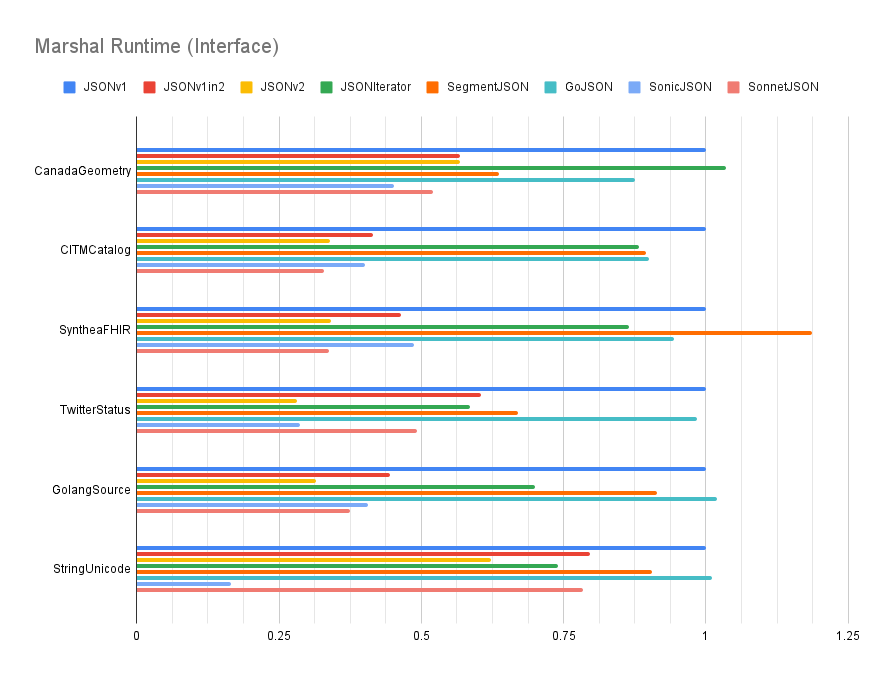 Marshal Runtime (Interface)
JSONv1 JSONv1in2 JSONv2 JSONIterator SegmentJSON GoJSON SonicJSON SonnetJSON
CanadaGeometry
CITMCatalog
SyntheaFHIR
TwitterStatus
GolangSource
StringUnicode
0 0.25 0.5 0.75 1 1.25